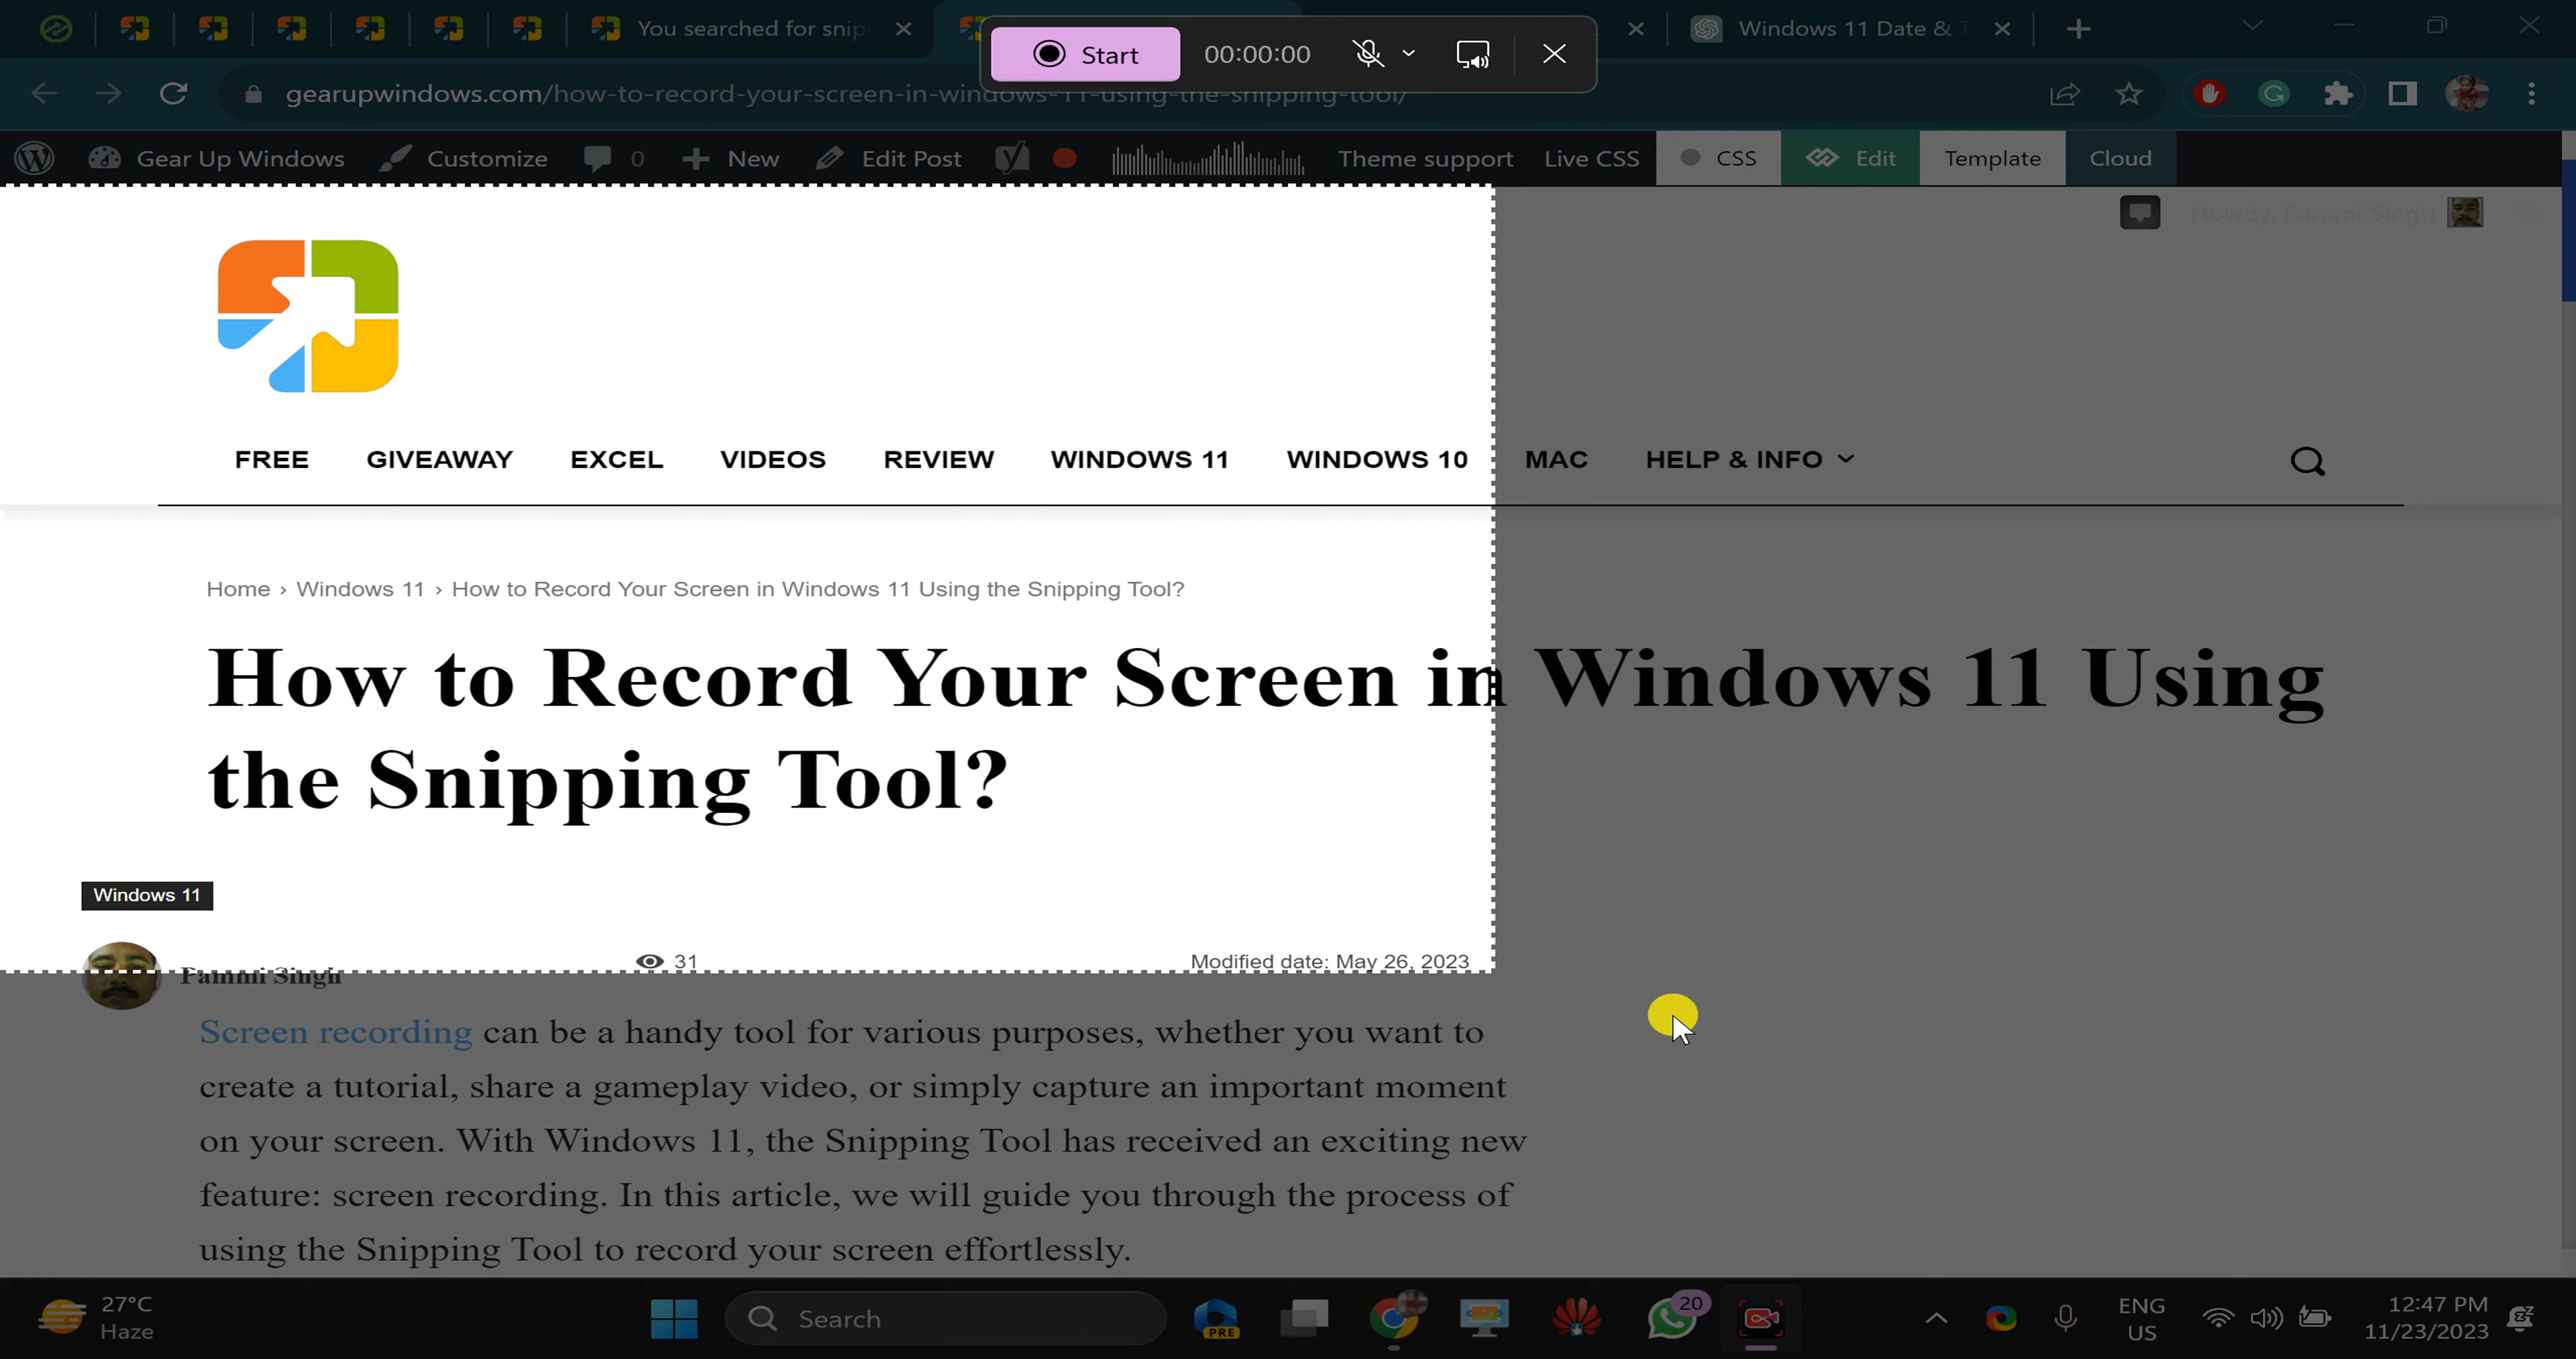 You searched for snip
Windows 11 Date &
Start 00:00:00
gearupwindows.com/how-to-record-your-screen-in-windows-11-using-the-snipping-tool/
Gear Up Windows Customize 0 New Edit Post Theme support Live CSS CSS Edit Template Cloud
Howdy, Pammi Singh
FREE GIVEAWAY EXCEL VIDEOS REVIEW WINDOWS 11 WINDOWS 10 MAC HELP & INFO
Home › Windows 11 › How to Record Your Screen in Windows 11 Using the Snipping Tool?
How to Record Your Screen in Windows 11 Using
the Snipping Tool?
Windows 11
Pammi Singh 31 Modified date: May 26, 2023
Screen recording can be a handy tool for various purposes, whether you want to
create a tutorial, share a gameplay video, or simply capture an important moment
on your screen. With Windows 11, the Snipping Tool has received an exciting new
feature: screen recording. In this article, we will guide you through the process of
using the Snipping Tool to record your screen effortlessly.
27°C
Haze
Search
PRE
20
ENG
US
12:47 PM
11/23/2023